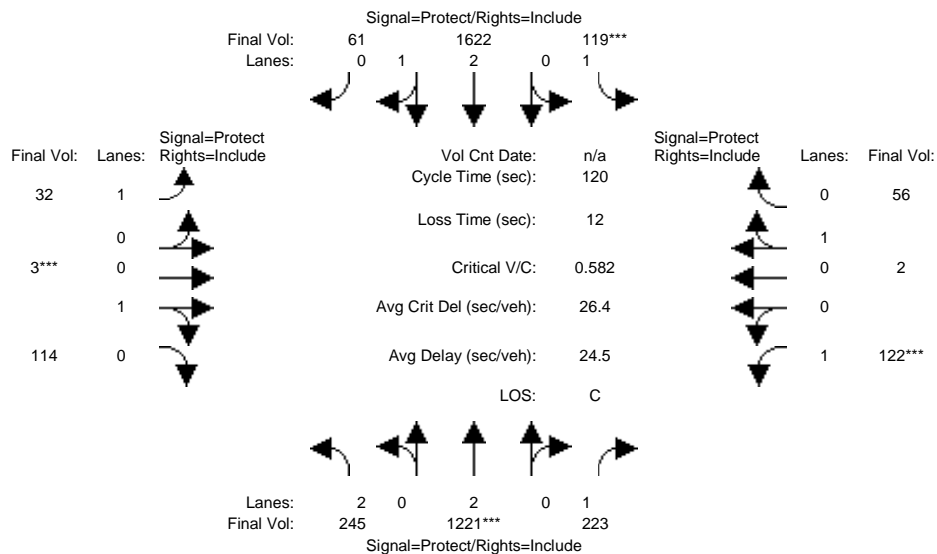 Signal=Protect/Rights=Include
Final Vol: 61 1622 119***
Lanes: 0 1 2 0 1
Signal=Protect
Final Vol: Lanes: Rights=Include
Vol Cnt Date: n/a
Signal=Protect
Rights=Include Lanes: Final Vol:
Cycle Time (sec): 120
32 1
0 56
Loss Time (sec): 12
0
1
3*** 0
Critical V/C: 0.582
0 2
1
Avg Crit Del (sec/veh): 26.4
0
114 0
Avg Delay (sec/veh): 24.5
1 122***
LOS: C
Lanes: 2 0 2 0 1
Final Vol: 245 1221*** 223
Signal=Protect/Rights=Include